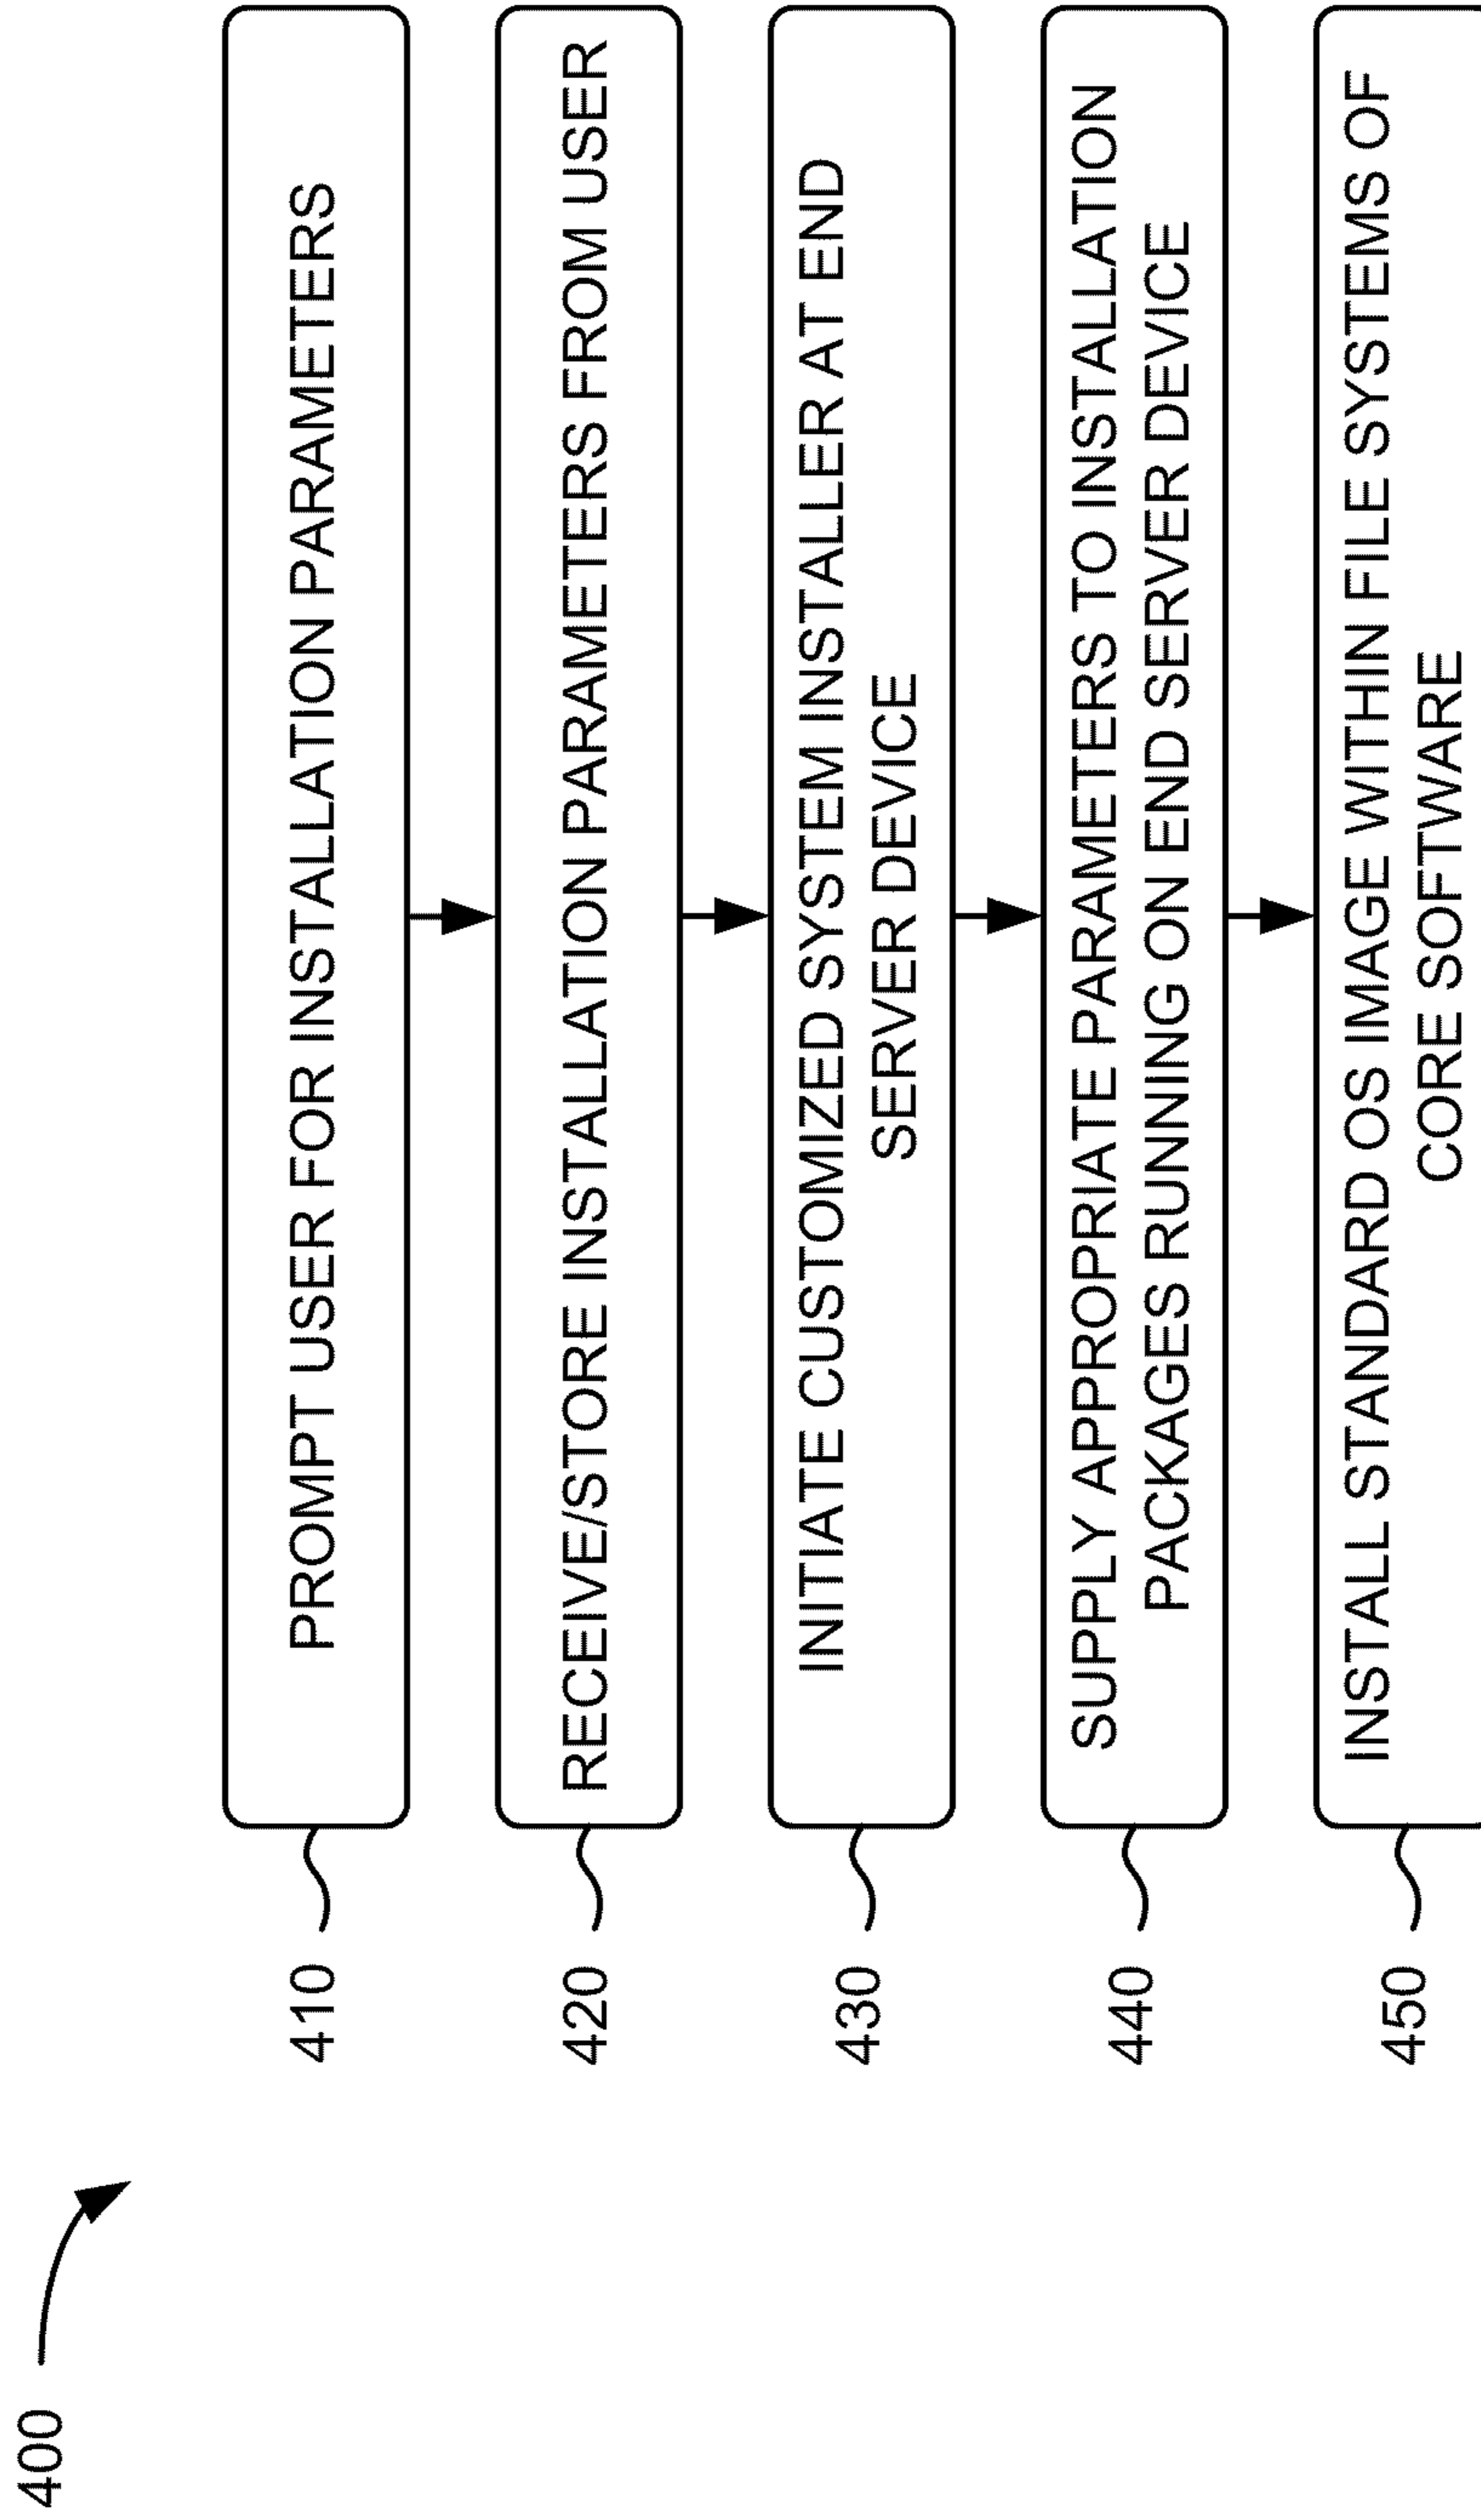 400
410
PROMPT USER FOR INSTALLATION PARAMETERS
420
RECEIVE/STORE INSTALLATION PARAMETERS FROM USER
430
INITIATE CUSTOMIZED SYSTEM INSTALLER AT END
SERVER DEVICE
440
SUPPLY APPROPRIATE PARAMETERS TO INSTALLATION
PACKAGES RUNNING ON END SERVER DEVICE
450
INSTALL STANDARD OS IMAGE WITHIN FILE SYSTEMS OF
CORE SOFTWARE